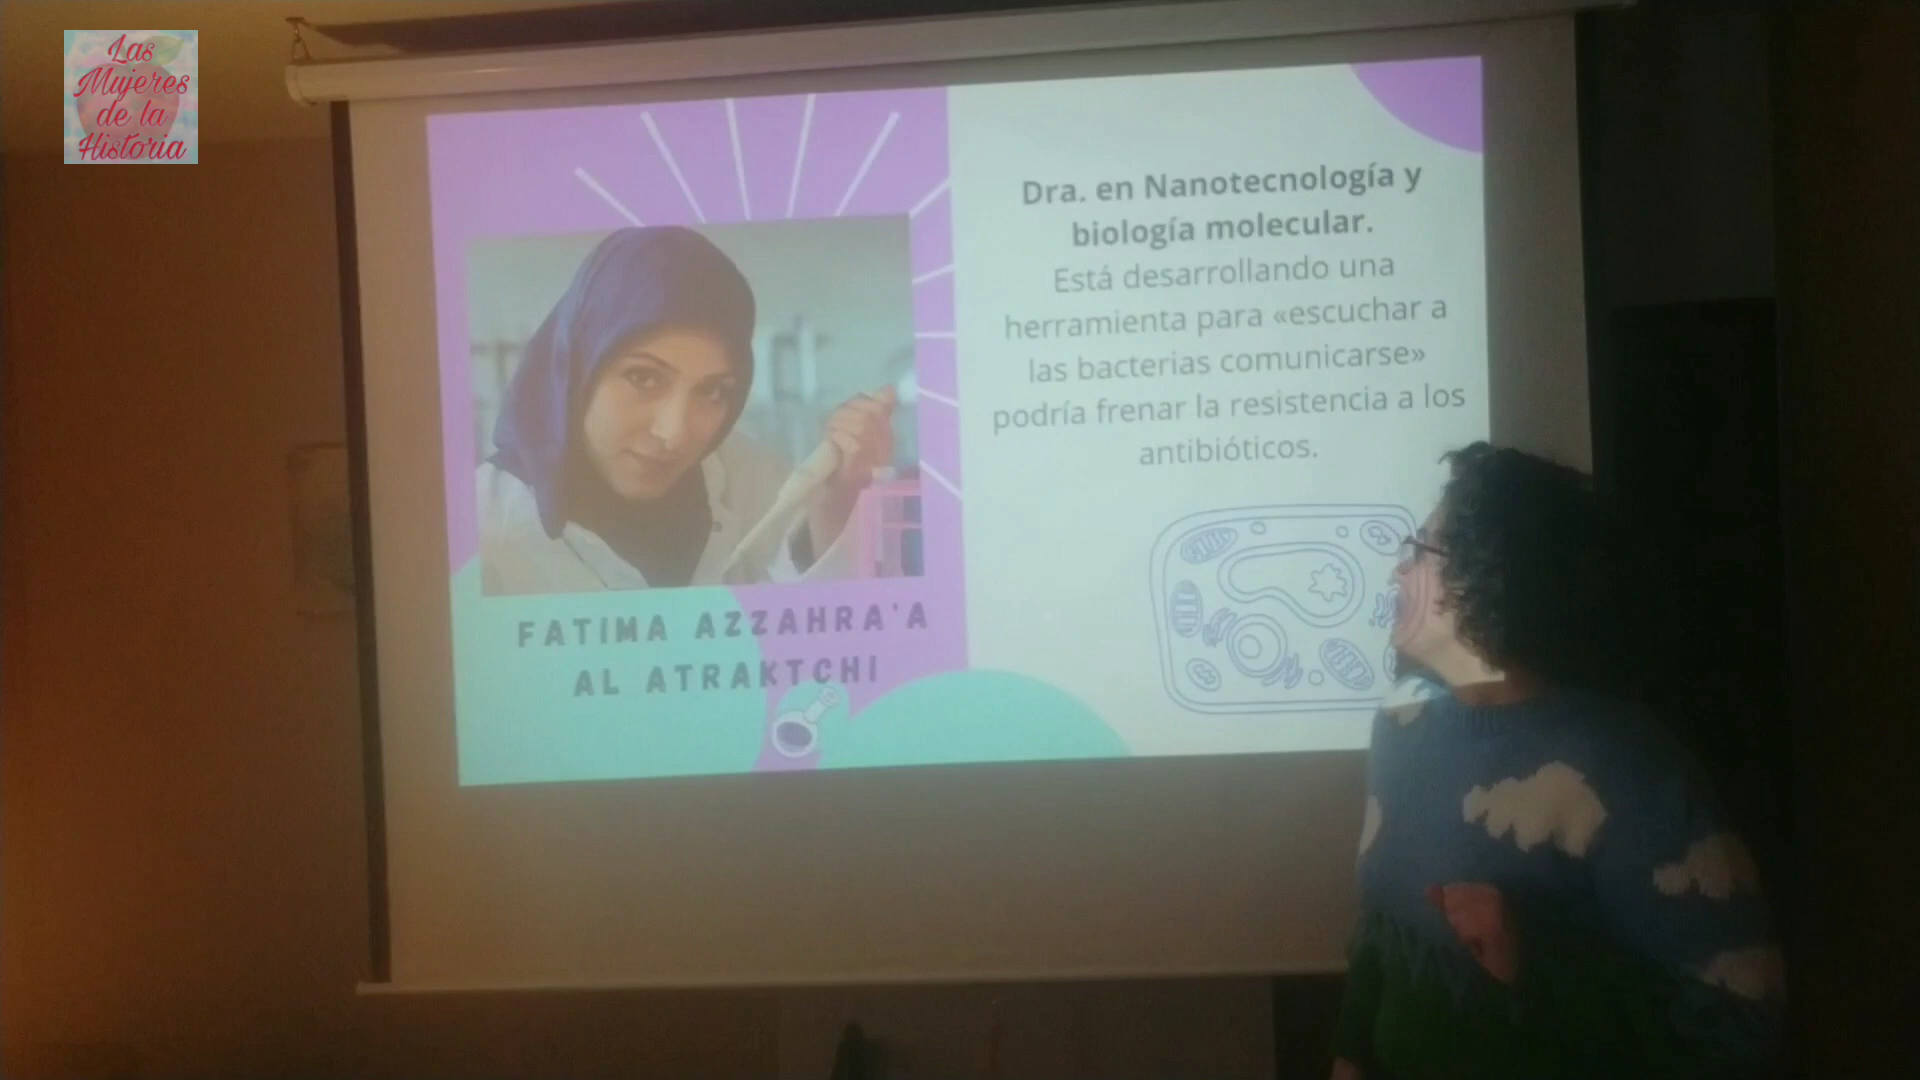 Las
Mujeres
de la
Historia
Dra. en Nanotecnología y
biología molecular.
Está desarrollando una
herramienta para «escuchar a
las bacterias comunicarse»
podría frenar la resistencia a los
antibióticos.
FATIMA AZZAHRA'A
AL ATRAKTCHI